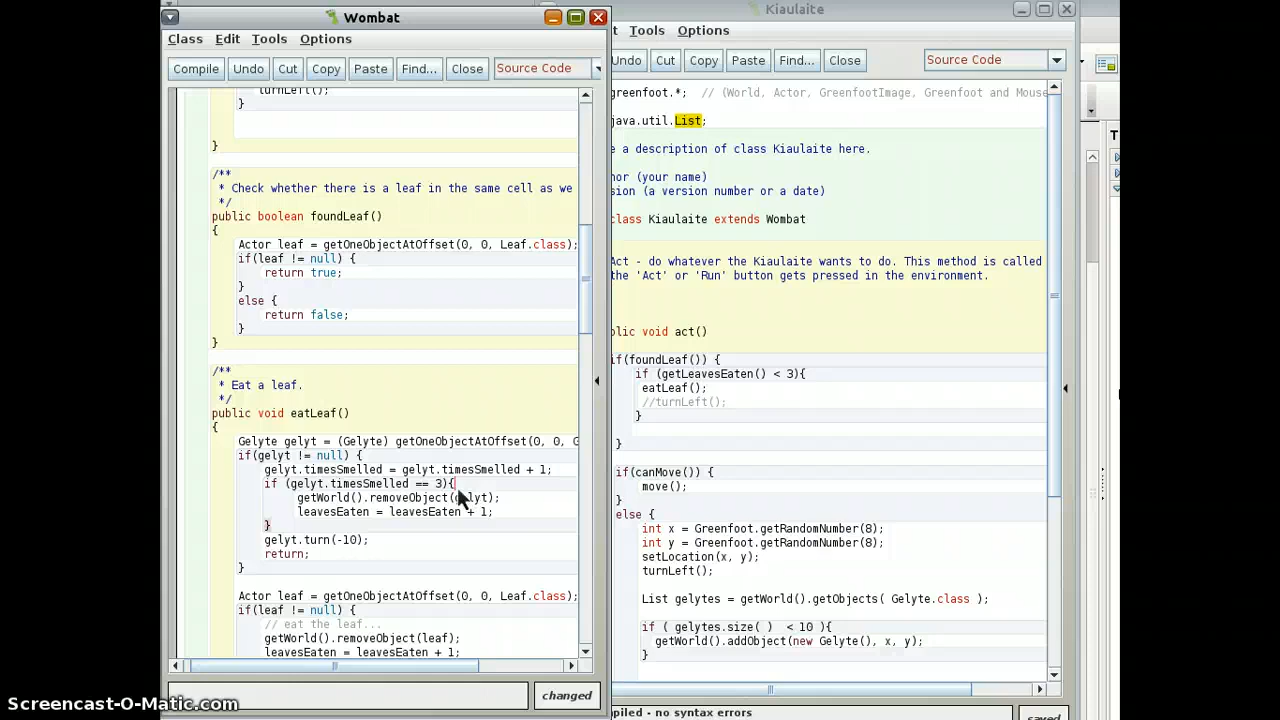 Wombat
Class Edit Tools Options
Compile Undo Cut Copy Paste Find... Close Source Code
turnLeft();
}
}
/**
* Check whether there is a leaf in the same cell as we
*/
public boolean foundLeaf()
{
Actor leaf = getOneObjectAtOffset(0, 0, Leaf.class);
if(leaf != null) {
return true;
}
else {
return false;
}
}
/**
* Eat a leaf.
*/
public void eatLeaf()
{
Gelyte gelyt = (Gelyte) getOneObjectAtOffset(0, 0, G
if(gelyt != null) {
gelyt.timesSmelled = gelyt.timesSmelled + 1;
if (gelyt.timesSmelled == 3){
getWorld().removeObject(gelyt);
leavesEaten = leavesEaten + 1;
}
gelyt.turn(-10);
return;
}
Actor leaf = getOneObjectAtOffset(0, 0, Leaf.class);
if(leaf != null) {
// eat the leaf...
getWorld().removeObject(leaf);
leavesEaten = leavesEaten + 1;
changed
Kiaulaite
t Tools Options
Undo Cut Copy Paste Find... Close Source Code
greenfoot.*; // (World, Actor, GreenfootImage, Greenfoot and Mouse
java.util.List;
e a description of class Kiaulaite here.
hor (your name)
sion (a version number or a date)
class Kiaulaite extends Wombat
Act - do whatever the Kiaulaite wants to do. This method is called
the 'Act' or 'Run' button gets pressed in the environment.
blic void act()
if(foundLeaf()) {
if (getLeavesEaten() < 3){
eatLeaf();
//turnLeft();
}
}
if(canMove()) {
move();
}
else {
int x = Greenfoot.getRandomNumber(8);
int y = Greenfoot.getRandomNumber(8);
setLocation(x, y);
turnLeft();
List gelytes = getWorld().getObjects( Gelyte.class );
if ( gelytes.size( ) < 10 ){
getWorld().addObject(new Gelyte(), x, y);
}
mpiled - no syntax errors
saved
T
Screencast-O-Matic.com